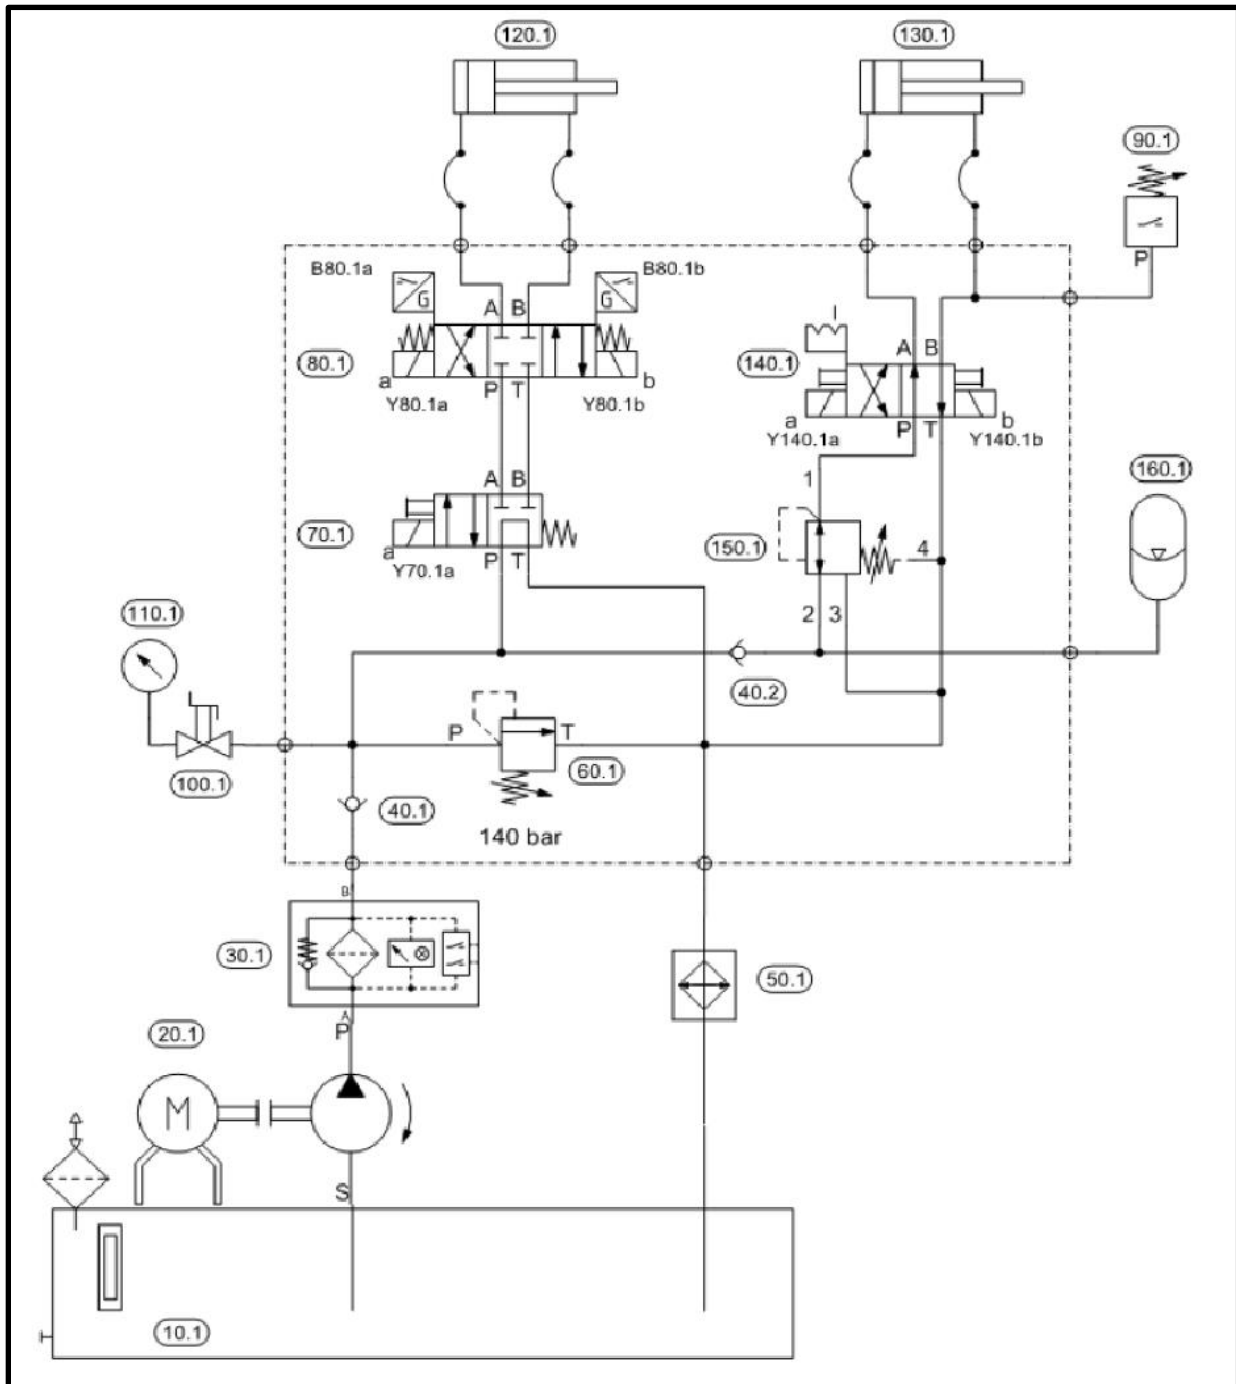 120.1
130.1
90.1
P
B80.1a
B80.1b
G
G
A B
I
80.1
140.1
A B
a
P T
b
Y80.1a
Y80.1b
a
P T
b
Y140.1a
Y140.1b
160.1
1
A B
70.1
150.1
4
a
P T
Y70.1a
110.1
2 3
40.2
P
T
60.1
100.1
40.1
140 bar
B
30.1
50.1
A
P
20.1
M
S
10.1